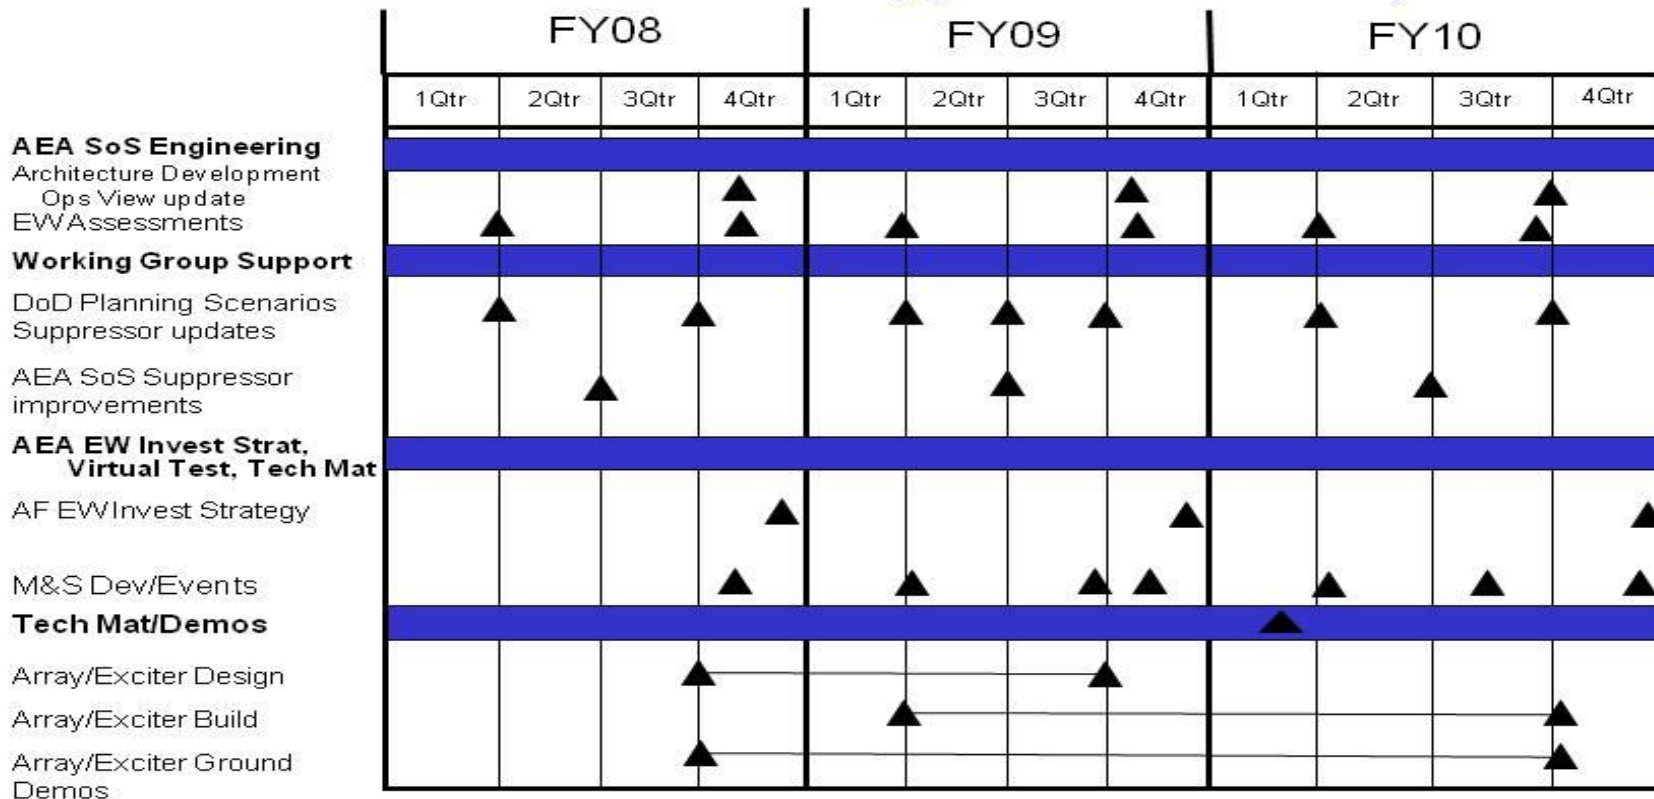 FY08 FY09 FY10
1Qtr 2Qtr 3Qtr 4Qtr 1Qtr 2Qtr 3Qtr 4Qtr 1Qtr 2Qtr 3Qtr 4Qtr
AEA SoS Engineering
Architecture Development
Ops View update
EW Assessments
Working Group Support
DoD Planning Scenarios
Suppressor updates
AEA SoS Suppressor
improvements
AEA EW Invest Strat,
Virtual Test, Tech Mat
AF EW Invest Strategy
M&S Dev/Events
Tech Mat/Demos
Array/Exciter Design
Array/Exciter Build
Array/Exciter Ground
Demos